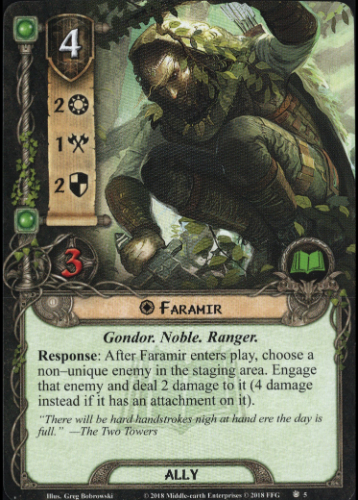 4
2
1
2
3
Faramir
Gondor. Noble. Ranger.
Response: After Faramir enters play, choose a
non–unique enemy in the staging area. Engage
that enemy and deal 2 damage to it (4 damage
instead if it has an attachment on it).
"There will be hard handstrokes nigh at hand ere the day is
full." —The Two Towers
ALLY
Illus. Greg Bobrowski © 2018 Middle-earth Enterprises © 2018 FFG 5